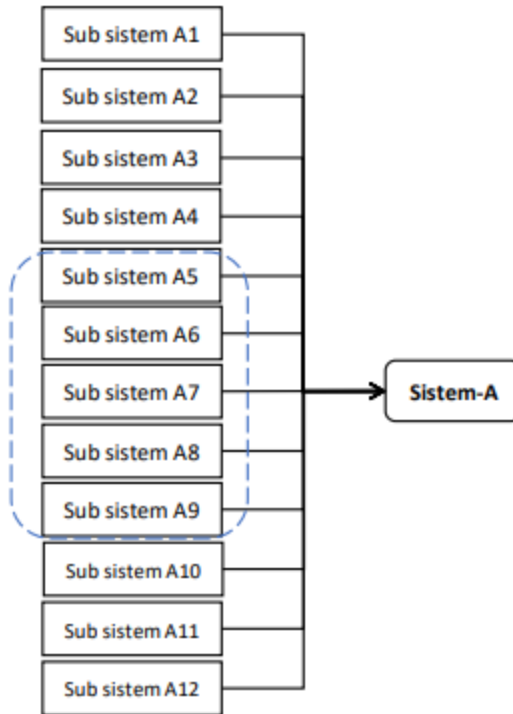 Sub sistem A1
Sub sistem A2
Sub sistem A3
Sub sistem A4
Sub sistem A5
Sub sistem A6
Sub sistem A7
Sub sistem A8
Sub sistem A9
Sub sistem A10
Sub sistem A11
Sub sistem A12
Sistem-A